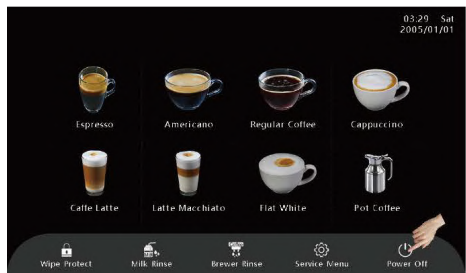 03:29 Sat
2005/01/01
Espresso
Americano
Regular Coffee
Cappuccino
Caffe Latte
Latte Macchiato
Flat White
Pot Coffee
Wipe Protect
Milk Rinse
Brewer Rinse
Service Menu
Power Off